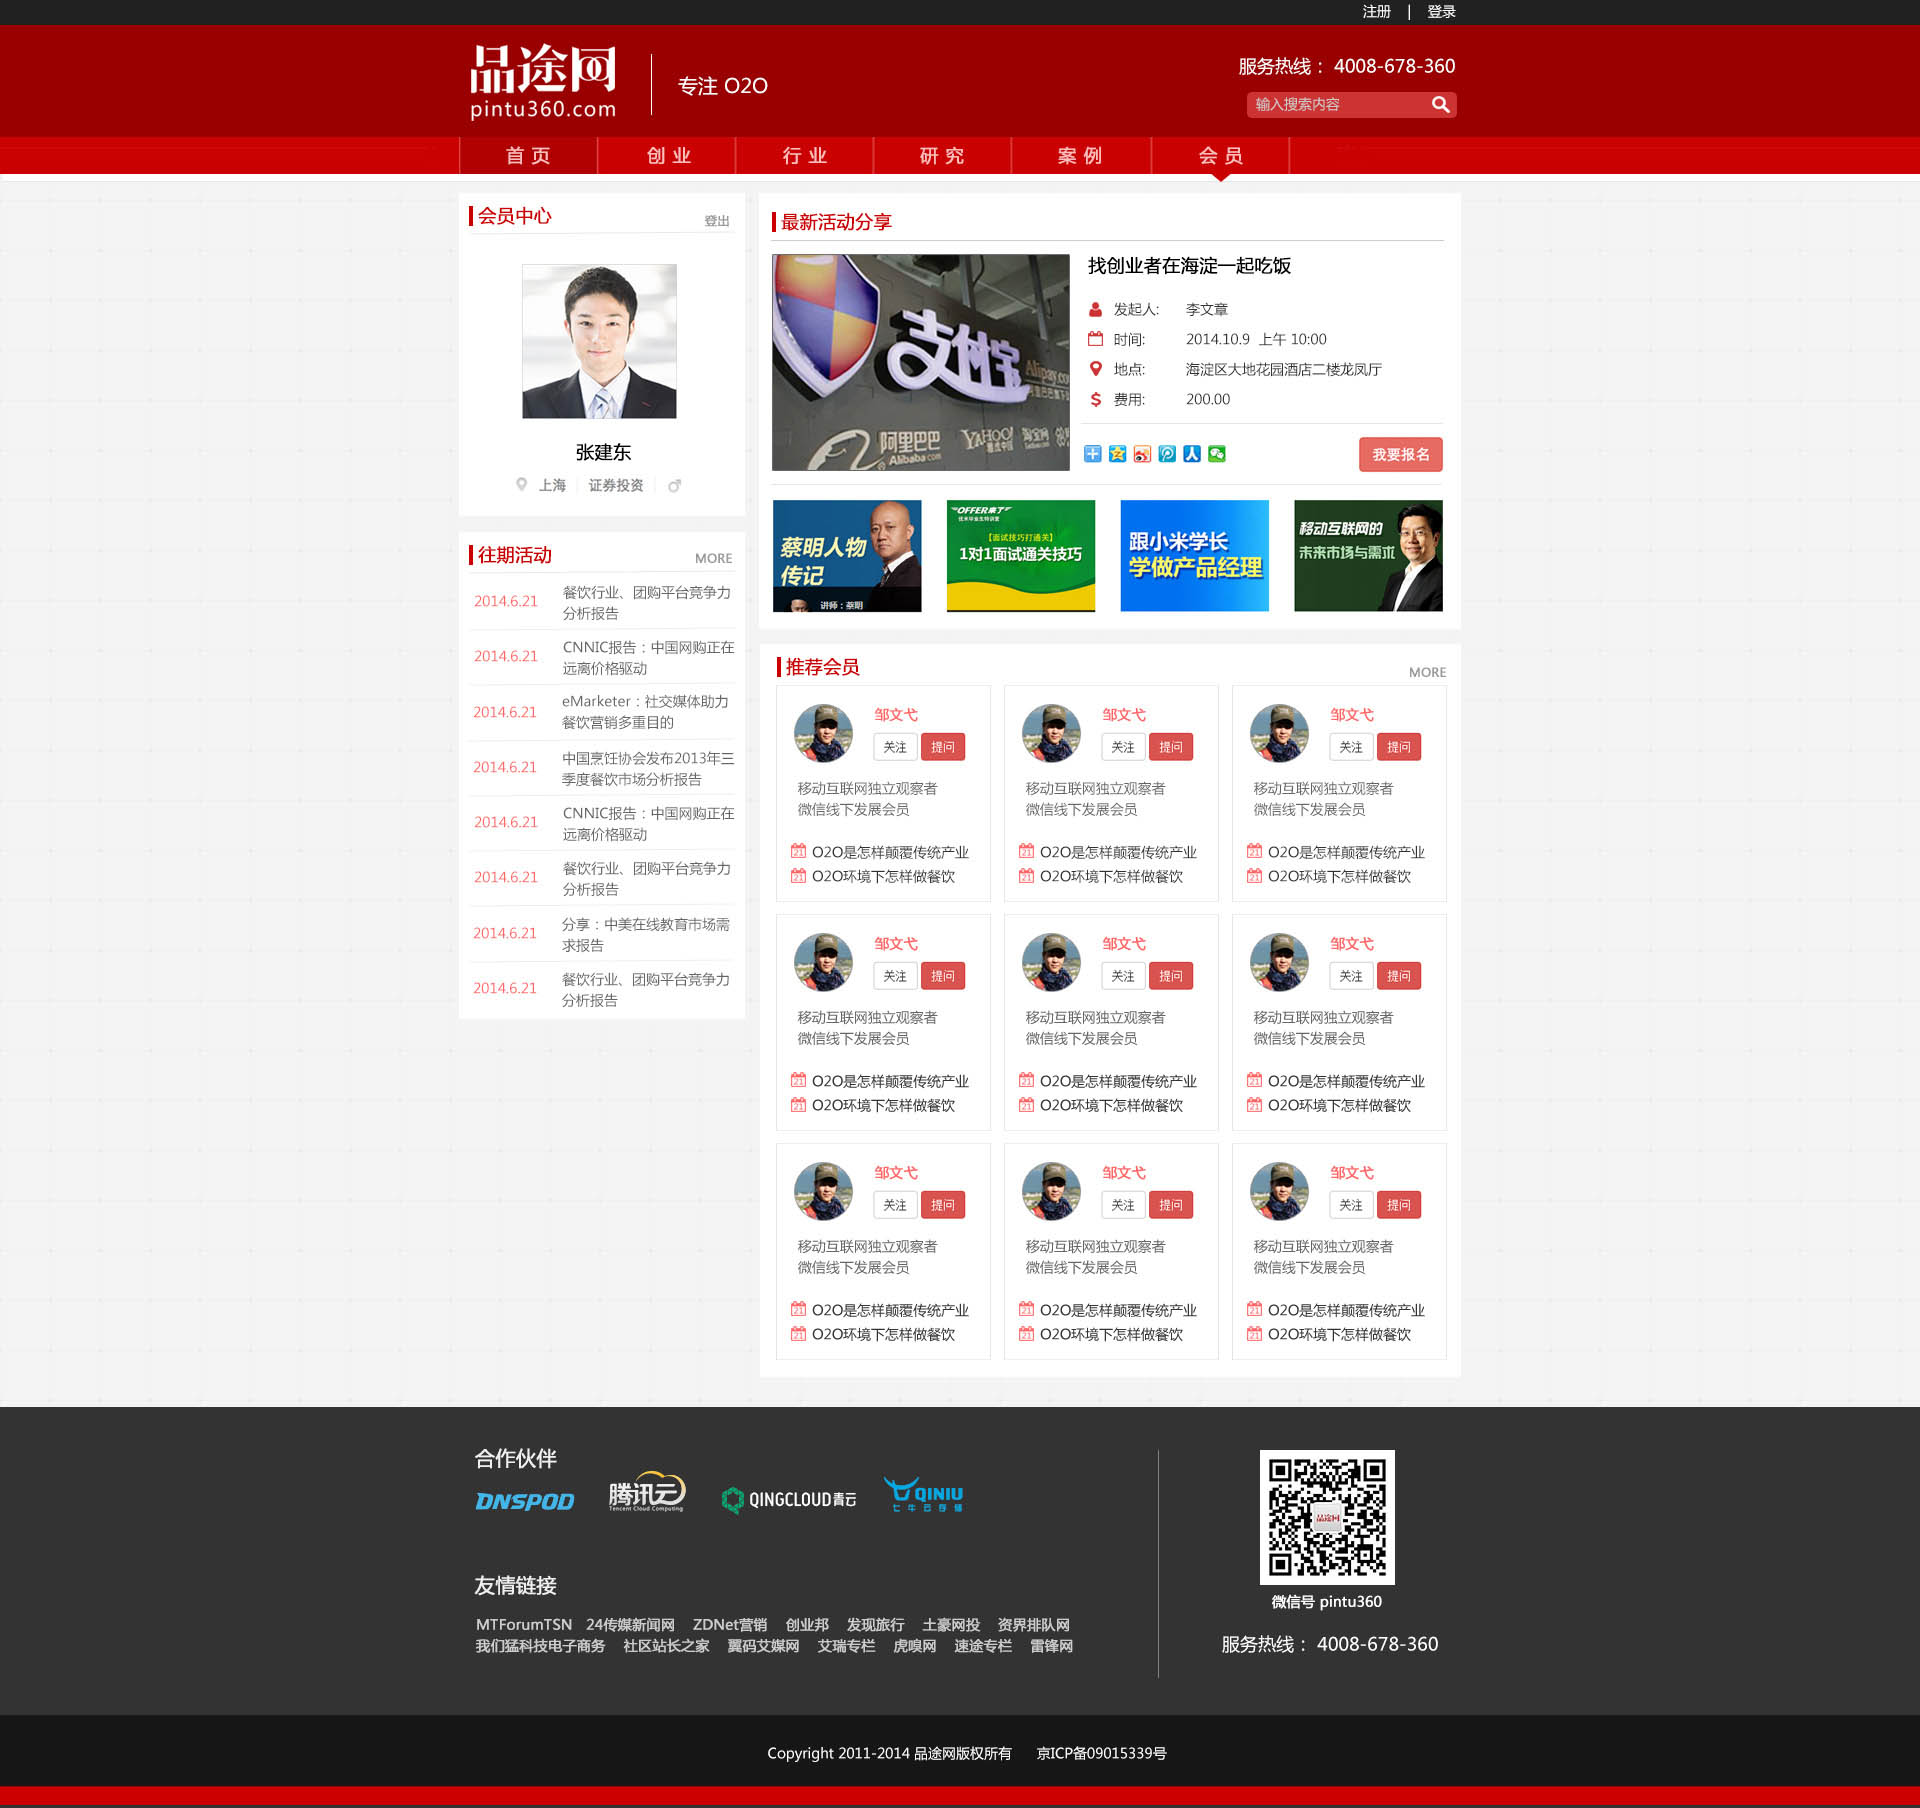 注册 | 登录
品途网
pintu360.com
专注 O2O
服务热线： 4008-678-360
输入搜索内容
首页 创业 行业 研究 案例 会员
会员中心
登出
张建东
上海 证券投资
往期活动
MORE
2014.6.21 餐饮行业、团购平台竞争力
分析报告
2014.6.21 CNNIC报告：中国网购正在
远离价格驱动
2014.6.21 eMarketer：社交媒体助力
餐饮营销多重目的
2014.6.21 中国烹饪协会发布2013年三
季度餐饮市场分析报告
2014.6.21 CNNIC报告：中国网购正在
远离价格驱动
2014.6.21 餐饮行业、团购平台竞争力
分析报告
2014.6.21 分享：中美在线教育市场需
求报告
2014.6.21 餐饮行业、团购平台竞争力
分析报告
最新活动分享
支付宝
Alipay.co
阿里巴巴
Alibaba.com
YAHOO!
淘宝网
找创业者在海淀一起吃饭
发起人: 李文章
时间: 2014.10.9 上午 10:00
地点: 海淀区大地花园酒店二楼龙凤厅
费用: 200.00
我要报名
蔡明人物
传记
讲师：蔡明
OFFER来了
优米毕业生特训营
【面试技巧打通关】
1对1面试通关技巧
跟小米学长
学做产品经理
移动互联网的
未来市场与需求
推荐会员
MORE
邹文弋 邹文弋 邹文弋
关注 提问 关注 提问 关注 提问
移动互联网独立观察者 移动互联网独立观察者 移动互联网独立观察者
微信线下发展会员 微信线下发展会员 微信线下发展会员
21 O2O是怎样颠覆传统产业 21 O2O是怎样颠覆传统产业 21 O2O是怎样颠覆传统产业
21 O2O环境下怎样做餐饮 21 O2O环境下怎样做餐饮 21 O2O环境下怎样做餐饮
邹文弋 邹文弋 邹文弋
关注 提问 关注 提问 关注 提问
移动互联网独立观察者 移动互联网独立观察者 移动互联网独立观察者
微信线下发展会员 微信线下发展会员 微信线下发展会员
21 O2O是怎样颠覆传统产业 21 O2O是怎样颠覆传统产业 21 O2O是怎样颠覆传统产业
21 O2O环境下怎样做餐饮 21 O2O环境下怎样做餐饮 21 O2O环境下怎样做餐饮
邹文弋 邹文弋 邹文弋
关注 提问 关注 提问 关注 提问
移动互联网独立观察者 移动互联网独立观察者 移动互联网独立观察者
微信线下发展会员 微信线下发展会员 微信线下发展会员
21 O2O是怎样颠覆传统产业 21 O2O是怎样颠覆传统产业 21 O2O是怎样颠覆传统产业
21 O2O环境下怎样做餐饮 21 O2O环境下怎样做餐饮 21 O2O环境下怎样做餐饮
合作伙伴
DNSPOD
腾讯云
Tencent Cloud Computing
QINGCLOUD青云
QINIU
七牛云存储
友情链接
MTForumTSN 24传媒新闻网 ZDNet营销 创业邦 发现旅行 土豪网投 资界排队网
我们猛科技电子商务 社区站长之家 翼码艾媒网 艾瑞专栏 虎嗅网 速途专栏 雷锋网
品途网
微信号 pintu360
服务热线： 4008-678-360
Copyright 2011-2014 品途网版权所有 京ICP备09015339号